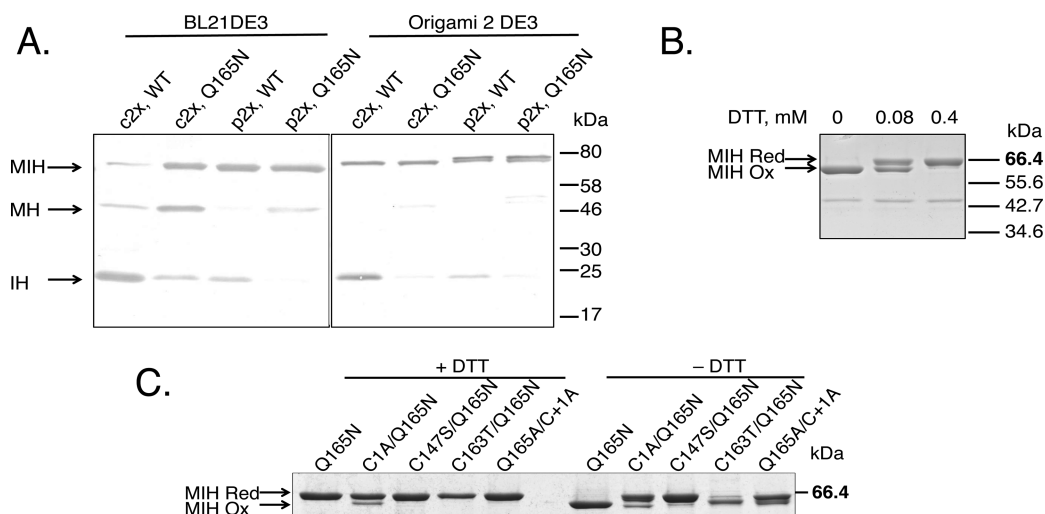 A.
BL21DE3
Origami 2 DE3
c2x, WT
c2x, Q165N
p2x, WT
p2x, Q165N
c2x, WT
c2x, Q165N
p2x, WT
p2x, Q165N
kDa
MIH
MH
IH
80
58
46
30
25
17
B.
DTT, mM 0 0.08 0.4
kDa
MIH Red
MIH Ox
66.4
55.6
42.7
34.6
C.
+ DTT
– DTT
Q165N
C1A/Q165N
C147S/Q165N
C163T/Q165N
Q165A/C+1A
Q165N
C1A/Q165N
C147S/Q165N
C163T/Q165N
Q165A/C+1A
kDa
MIH Red
MIH Ox
66.4